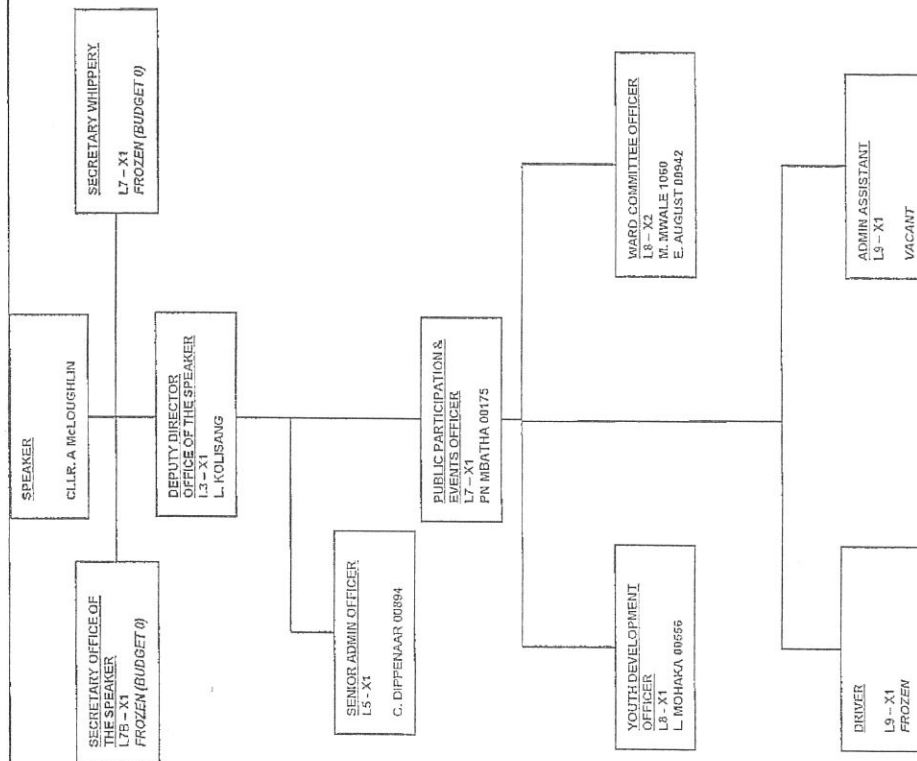 SPEAKER
CLLR. A McLOUGHLIN
SECRETARY OFFICE OF
THE SPEAKER
L7B – X1
FROZEN (BUDGET 0)
SECRETARY WHIPPERY
L7 – X1
FROZEN (BUDGET 0)
DEPUTY DIRECTOR
OFFICE OF THE SPEAKER
L3 – X1
L. KOLISANG
SENIOR ADMIN OFFICER
L5 - X1
C. DIPPENAAR 00894
PUBLIC PARTICIPATION &
EVENTS OFFICER
L7 – X1
PN MBATHA 00175
YOUTH DEVELOPMENT
OFFICER
L8 - X1
L. MOHAKA 00656
WARD COMMITTEE OFFICER
L8 – X2
M. MWALE 1060
E. AUGUST 00942
DRIVER
L9 – X1
FROZEN
ADMIN ASSISTANT
L9 – X1
VACANT